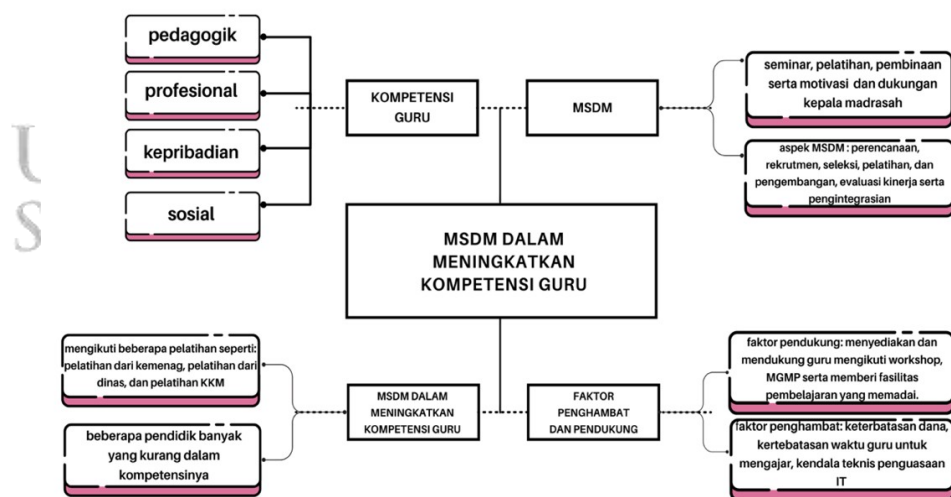 pedagogik
profesional
kepribadian
sosial
KOMPETENSI
GURU
MSDM
seminar, pelatihan, pembinaan
serta motivasi dan dukungan
kepala madrasah
aspek MSDM : perencanaan,
rekrutmen, seleksi, pelatihan, dan
pengembangan, evaluasi kinerja serta
pengintegrasian
U
S
MSDM DALAM
MENINGKATKAN
KOMPETENSI GURU
mengikuti beberapa pelatihan seperti:
pelatihan dari kemenag, pelatihan dari
dinas, dan pelatihan KKM
beberapa pendidik banyak
yang kurang dalam
kompetensinya
MSDM DALAM
MENINGKATKAN
KOMPETENSI GURU
FAKTOR
PENGHAMBAT
DAN PENDUKUNG
faktor pendukung: menyediakan dan
mendukung guru mengikuti workshop,
MGMP serta memberi fasilitas
pembelajaran yang memadai.
faktor penghambat: keterbatasan dana,
kertebatasan waktu guru untuk
mengajar, kendala teknis penguasaan
IT